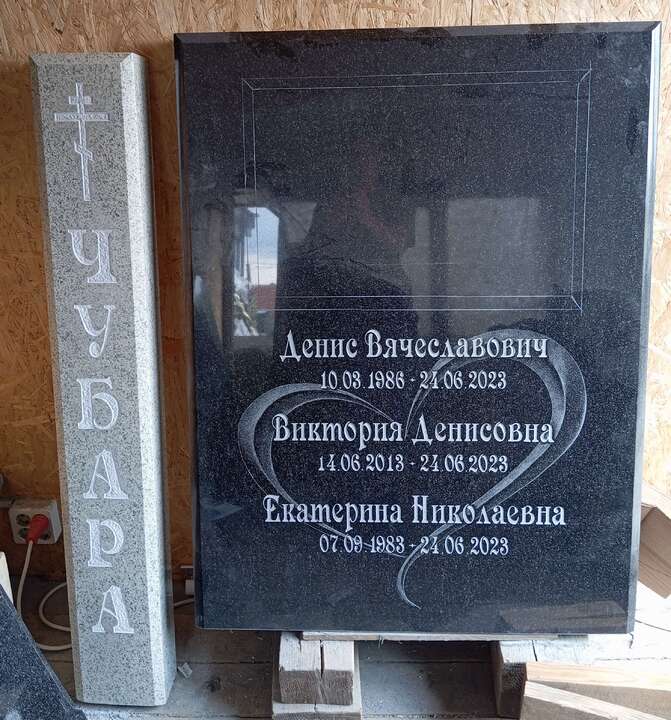 ЧУБАРА
Денис Вячеславович
10.03.1986 - 24.06.2023
Виктория Денисовна
14.06.2013 - 24.06.2023
Екатерина Николаевна
07.09.1983 - 24.06.2023